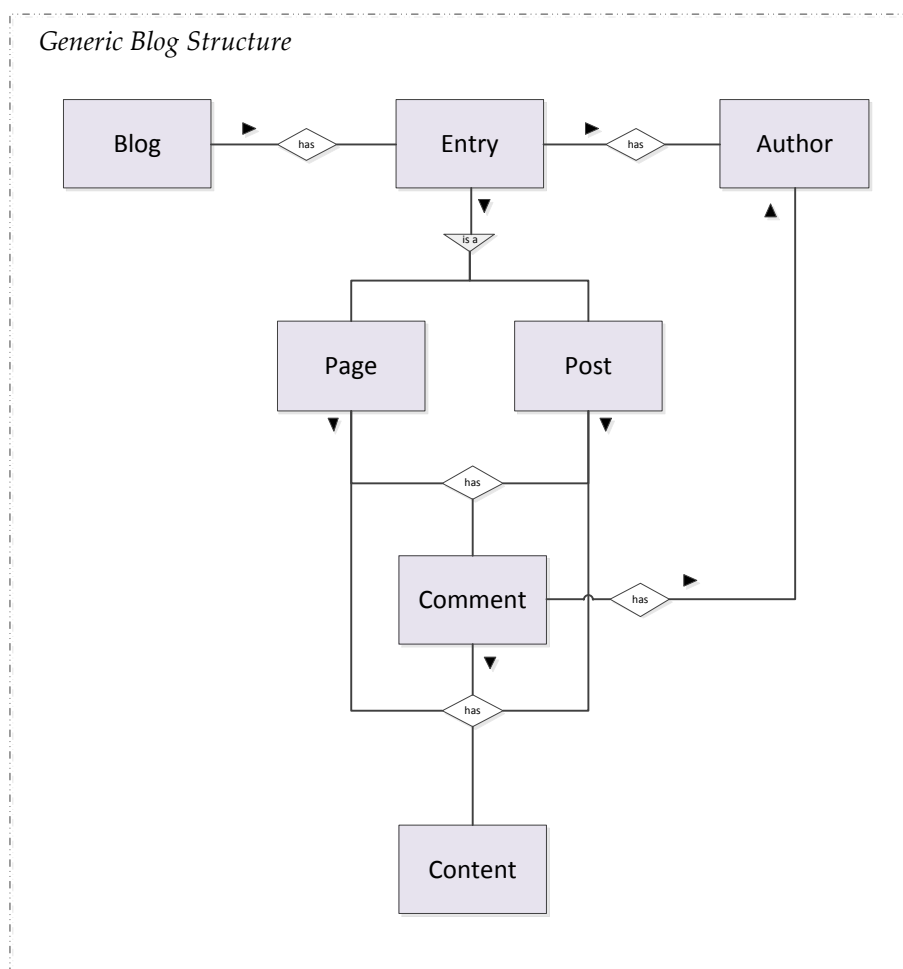 Generic Blog Structure
Blog
has
Entry
has
Author
is a
Page
Post
has
Comment
has
has
Content